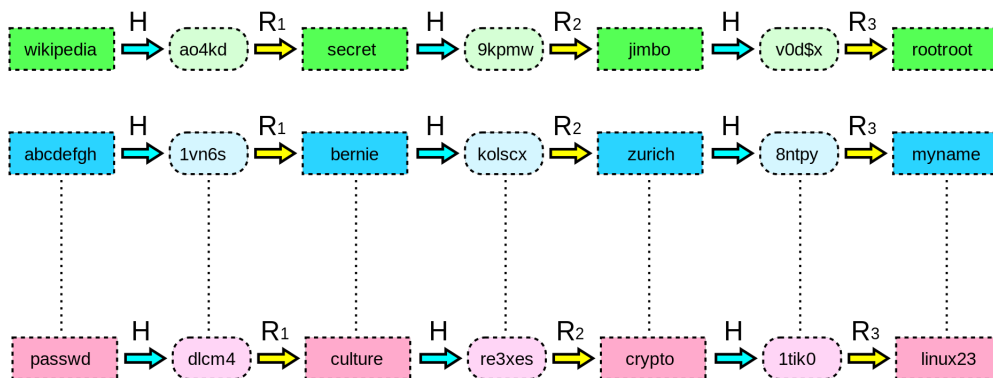 H R1 H R2 H R3
wikipedia ao4kd secret 9kpmw jimbo v0d$x rootroot
H R1 H R2 H R3
abcdefgh 1vn6s bernie kolscx zurich 8ntpy myname
H R1 H R2 H R3
passwd dlcm4 culture re3xes crypto 1tik0 linux23